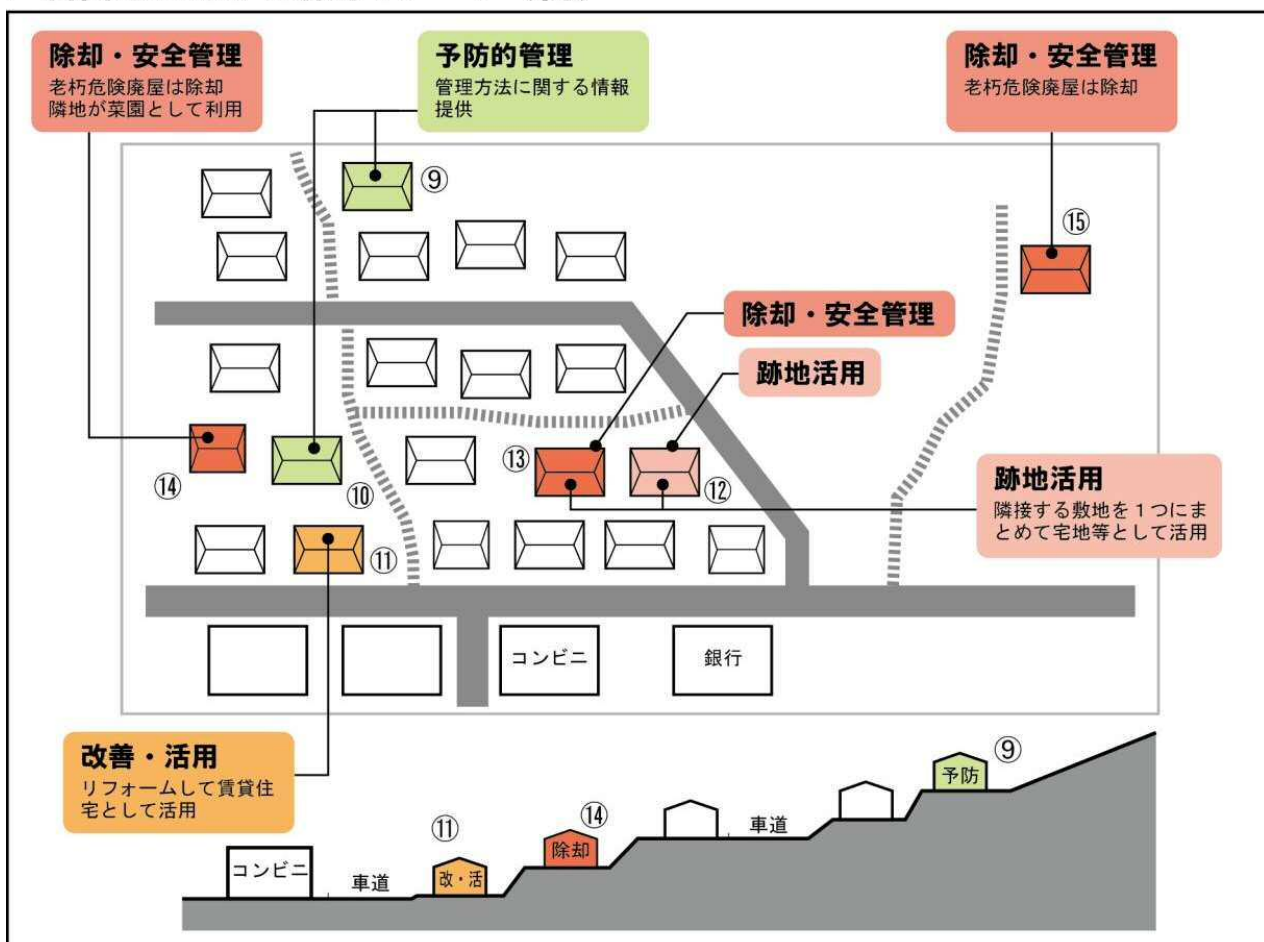 除却・安全管理
老朽危険廃屋は除却
隣地が菜園として利用
予防的管理
管理方法に関する情報
提供
除却・安全管理
老朽危険廃屋は除却
⑨
⑮
除却・安全管理
跡地活用
⑭
⑩
⑬
⑫
跡地活用
隣接する敷地を1つにま
とめて宅地等として活用
⑪
コンビニ
銀行
改善・活用
リフォームして賃貸住
宅として活用
⑨
予防
⑪
⑭
車道
除却
コンビニ
車道
改・活